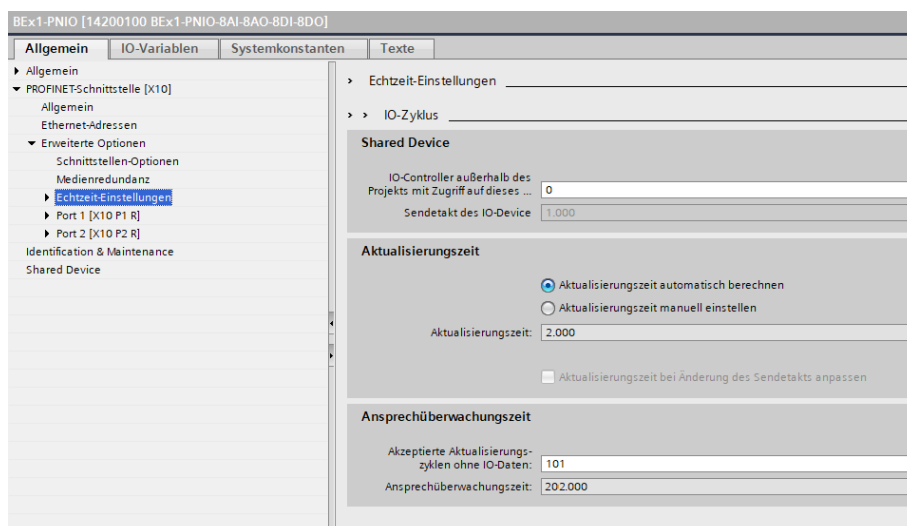 BEx1-PNIO [14200100 BEx1-PNIO-8AI-8AO-8DI-8DO]
Allgemein IO-Variablen Systemkonstanten Texte
Allgemein
PROFINET-Schnittstelle [X10]
Allgemein
Ethernet-Adressen
Erweiterte Optionen
Schnittstellen-Optionen
Medienredundanz
Echtzeit-Einstellungen
Port 1 [X10 P1 R]
Port 2 [X10 P2 R]
Identification & Maintenance
Shared Device
Echtzeit-Einstellungen
IO-Zyklus
Shared Device
IO-Controller außerhalb des
Projekts mit Zugriff auf dieses ... 0
Sendetakt des IO-Device 1.000
Aktualisierungszeit
Aktualisierungszeit automatisch berechnen
Aktualisierungszeit manuell einstellen
Aktualisierungszeit: 2.000
Aktualisierungszeit bei Änderung des Sendetakts anpassen
Ansprechüberwachungszeit
Akzeptierte Aktualisierungs-
zyklen ohne IO-Daten: 101
Ansprechüberwachungszeit: 202.000